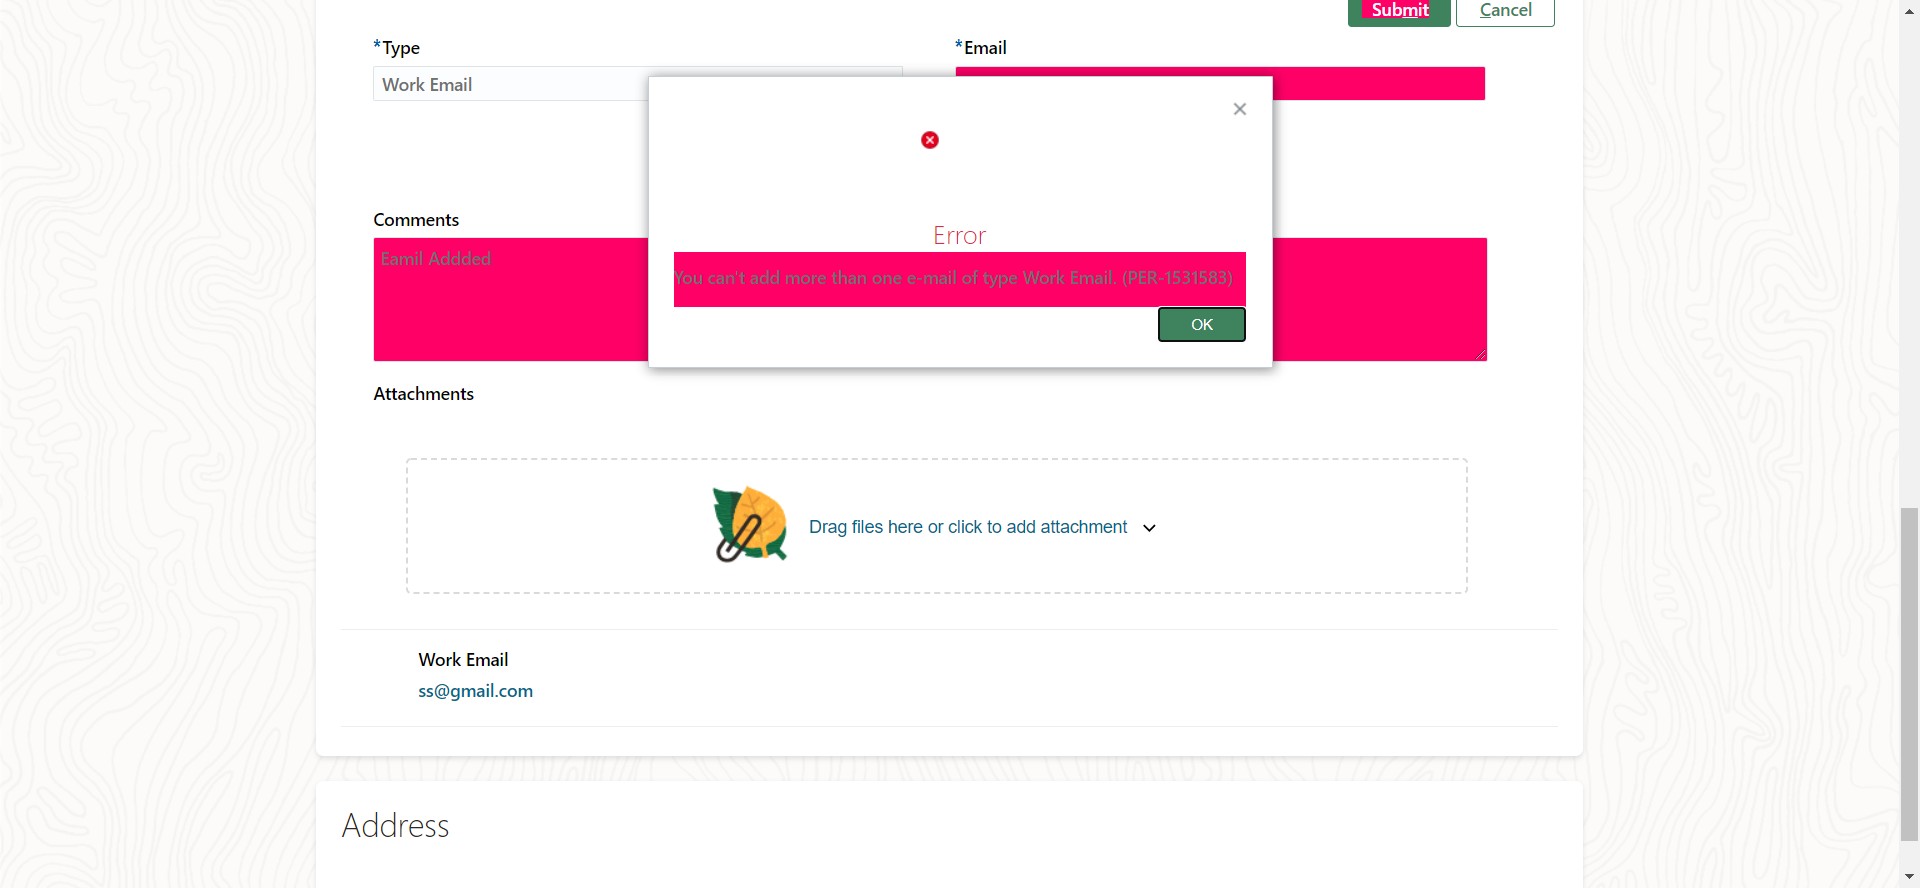 Submit Cancel
*Type *Email
Work Email
Comments
Eamil Addded
Error
You can't add more than one e-mail of type Work Email. (PER-1531583)
OK
Attachments
Drag files here or click to add attachment
Work Email
ss@gmail.com
Address